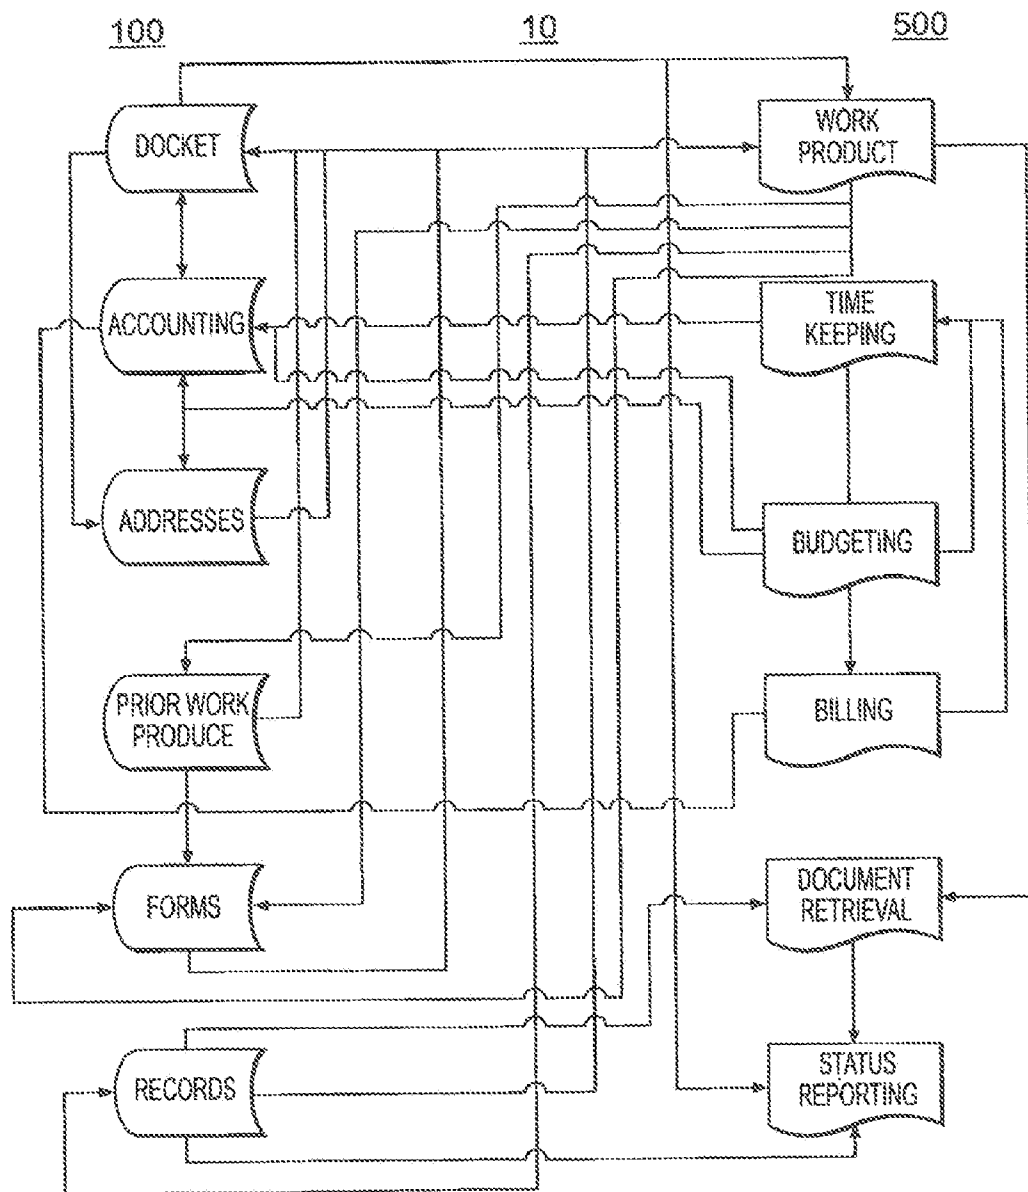 100
10
500
DOCKET
WORK
PRODUCT
ACCOUNTING
TIME
KEEPING
ADDRESSES
BUDGETING
PRIOR WORK
PRODUCE
BILLING
FORMS
DOCUMENT
RETRIEVAL
RECORDS
STATUS
REPORTING